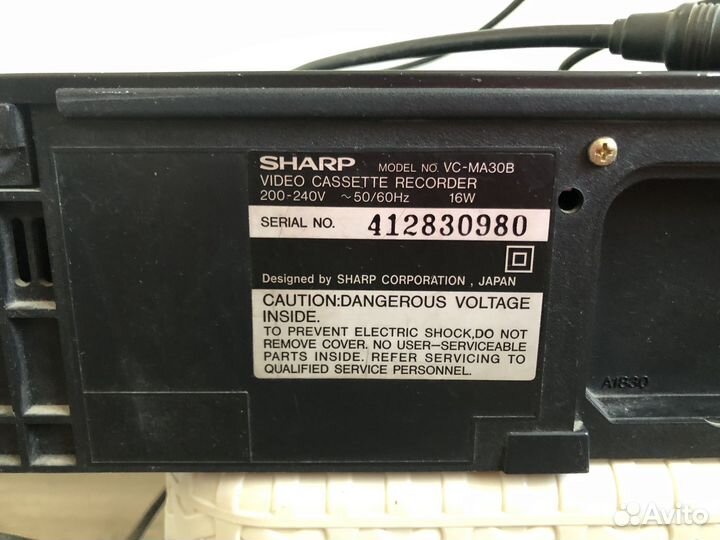 SHARP MODEL NO. VC-MA30B
VIDEO CASSETTE RECORDER
200-240V ~50/60Hz 16W
SERIAL NO. 412830980
Designed by SHARP CORPORATION , JAPAN
CAUTION:DANGEROUS VOLTAGE
INSIDE.
TO PREVENT ELECTRIC SHOCK,DO NOT
REMOVE COVER. NO USER-SERVICEABLE
PARTS INSIDE. REFER SERVICING TO
QUALIFIED SERVICE PERSONNEL.
A1830
Avito